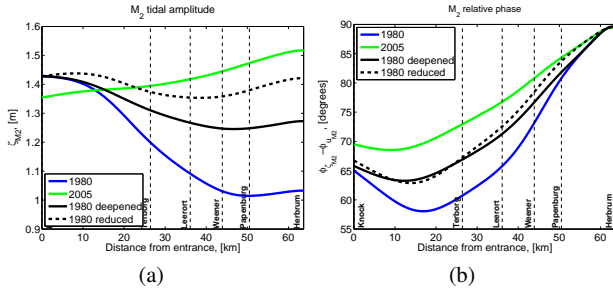 M2 tidal amplitude
1.6
1.5
1.4
1.3
1.2
1.1
1
0.9
ζM2, [m]
1980
2005
1980 deepened
1980 reduced
Leerort
Weener
Papenburg
Herbrum
0 10 20 30 40 50 60
Distance from entrance, [km]
(a)
M2 relative phase
90
85
80
75
70
65
60
55
ϕζM2−ϕuM2, [degrees]
1980
2005
1980 deepened
1980 reduced
Knock
Terborg
Leerort
Weener
Papenburg
Herbrum
0 10 20 30 40 50 60
Distance from entrance, [km]
(b)